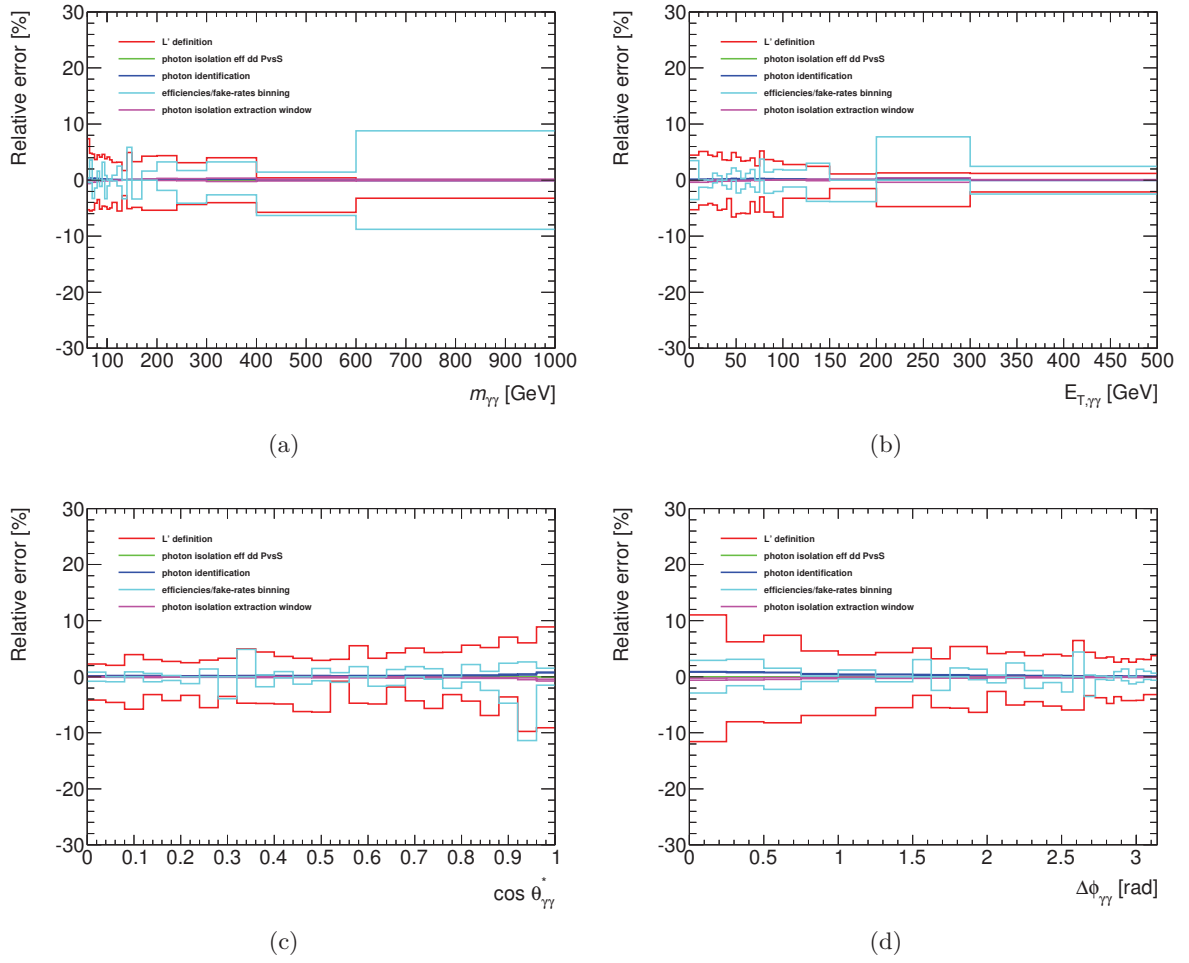 Relative error [%]
30
20
10
0
-10
-20
-30
L' definition
photon isolation eff dd PvsS
photon identification
efficiencies/fake-rates binning
photon isolation extraction window
100 200 300 400 500 600 700 800 900 1000
m_γγ [GeV]
(a)
Relative error [%]
30
20
10
0
-10
-20
-30
L' definition
photon isolation eff dd PvsS
photon identification
efficiencies/fake-rates binning
photon isolation extraction window
0 50 100 150 200 250 300 350 400 450 500
E_T,γγ [GeV]
(b)
Relative error [%]
30
20
10
0
-10
-20
-30
L' definition
photon isolation eff dd PvsS
photon identification
efficiencies/fake-rates binning
photon isolation extraction window
0 0.1 0.2 0.3 0.4 0.5 0.6 0.7 0.8 0.9 1
cos θ*_γγ
(c)
Relative error [%]
30
20
10
0
-10
-20
-30
L' definition
photon isolation eff dd PvsS
photon identification
efficiencies/fake-rates binning
photon isolation extraction window
0 0.5 1 1.5 2 2.5 3
Δϕ_γγ [rad]
(d)